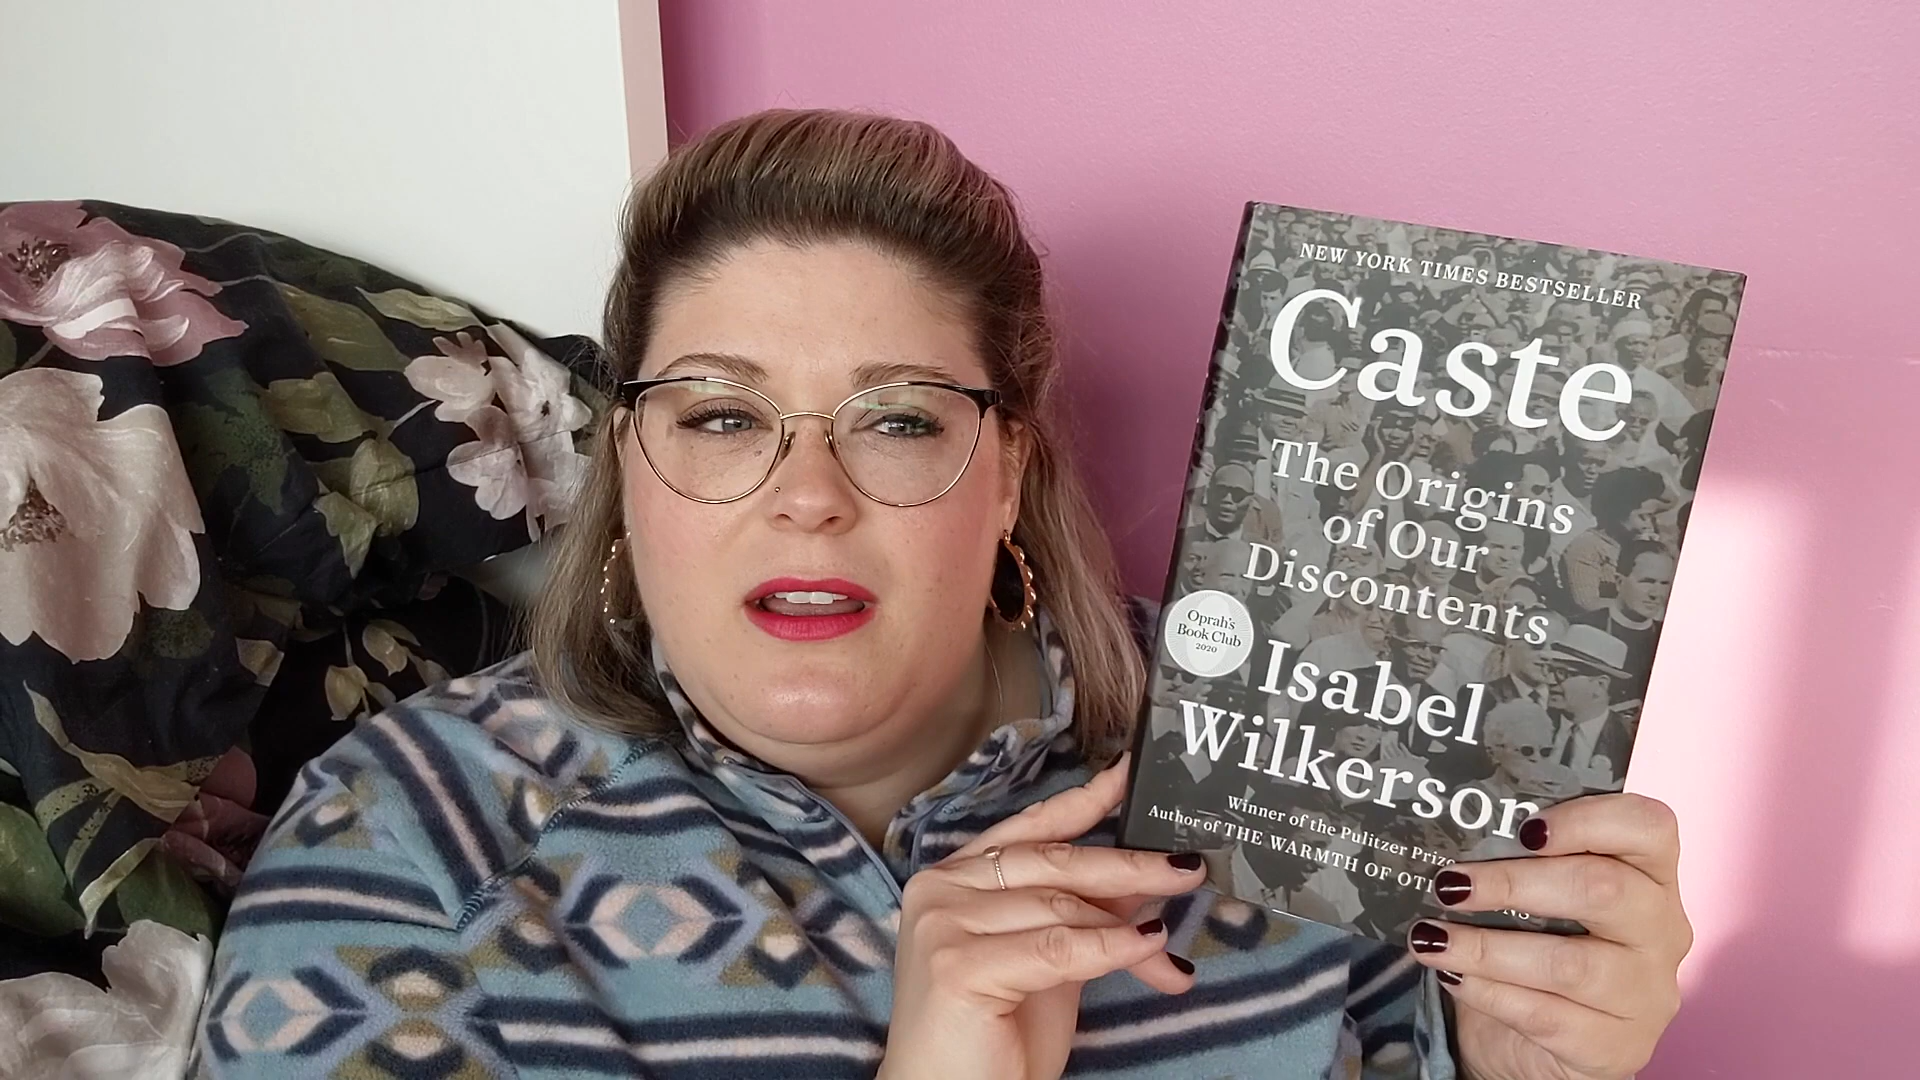 NEW YORK TIMES BESTSELLER
Caste
The Origins
of Our
Discontents
Oprah's
Book Club
2020
Isabel
Wilkerson
Winner of the Pulitzer Prize
Author of THE WARMTH OF